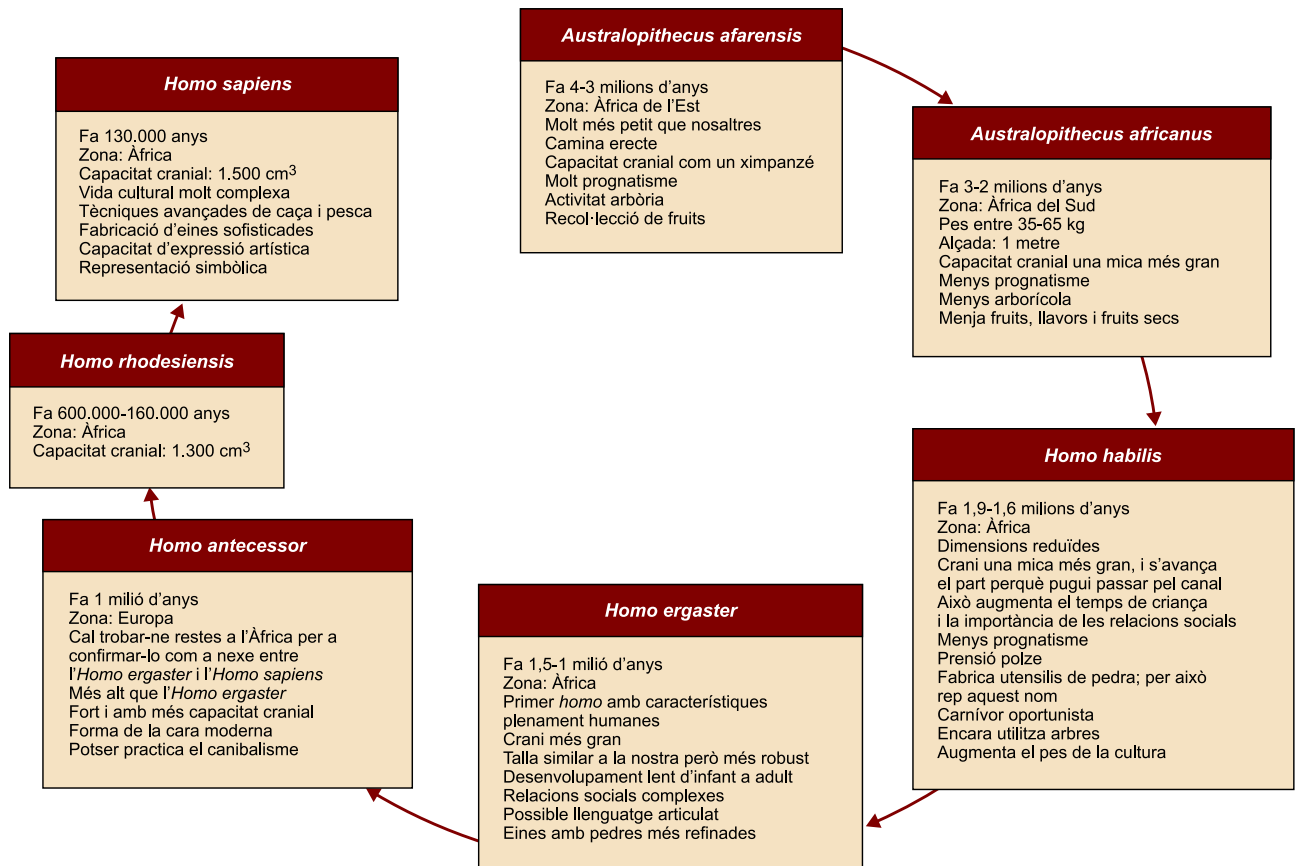 Australopithecus afarensis
Fa 4-3 milions d’anys
Zona: Àfrica de l’Est
Molt més petit que nosaltres
Camina erecte
Capacitat cranial com un ximpanzé
Molt prognatisme
Activitat arbòria
Recol·lecció de fruits
Australopithecus africanus
Fa 3-2 milions d’anys
Zona: Àfrica del Sud
Pes entre 35-65 kg
Alçada: 1 metre
Capacitat cranial una mica més gran
Menys prognatisme
Menys arborícola
Menja fruits, llavors i fruits secs
Homo habilis
Fa 1,9-1,6 milions d’anys
Zona: Àfrica
Dimensions reduïdes
Crani una mica més gran, i s’avança
el part perquè pugui passar pel canal
Això augmenta el temps de criança
i la importància de les relacions socials
Menys prognatisme
Prensió polze
Fabrica utensilis de pedra; per això
rep aquest nom
Carnívor oportunista
Encara utilitza arbres
Augmenta el pes de la cultura
Homo ergaster
Fa 1,5-1 milió d’anys
Zona: Àfrica
Primer homo amb característiques
plenament humanes
Crani més gran
Talla similar a la nostra però més robust
Desenvolupament lent d’infant a adult
Relacions socials complexes
Possible llenguatge articulat
Eines amb pedres més refinades
Homo antecessor
Fa 1 milió d’anys
Zona: Europa
Cal trobar-ne restes a l’Àfrica per a
confirmar-lo com a nexe entre
l’Homo ergaster i l’Homo sapiens
Més alt que l’Homo ergaster
Fort i amb més capacitat cranial
Forma de la cara moderna
Potser practica el canibalisme
Homo rhodesiensis
Fa 600.000-160.000 anys
Zona: Àfrica
Capacitat cranial: 1.300 cm³
Homo sapiens
Fa 130.000 anys
Zona: Àfrica
Capacitat cranial: 1.500 cm³
Vida cultural molt complexa
Tècniques avançades de caça i pesca
Fabricació d’eines sofisticades
Capacitat d’expressió artística
Representació simbòlica